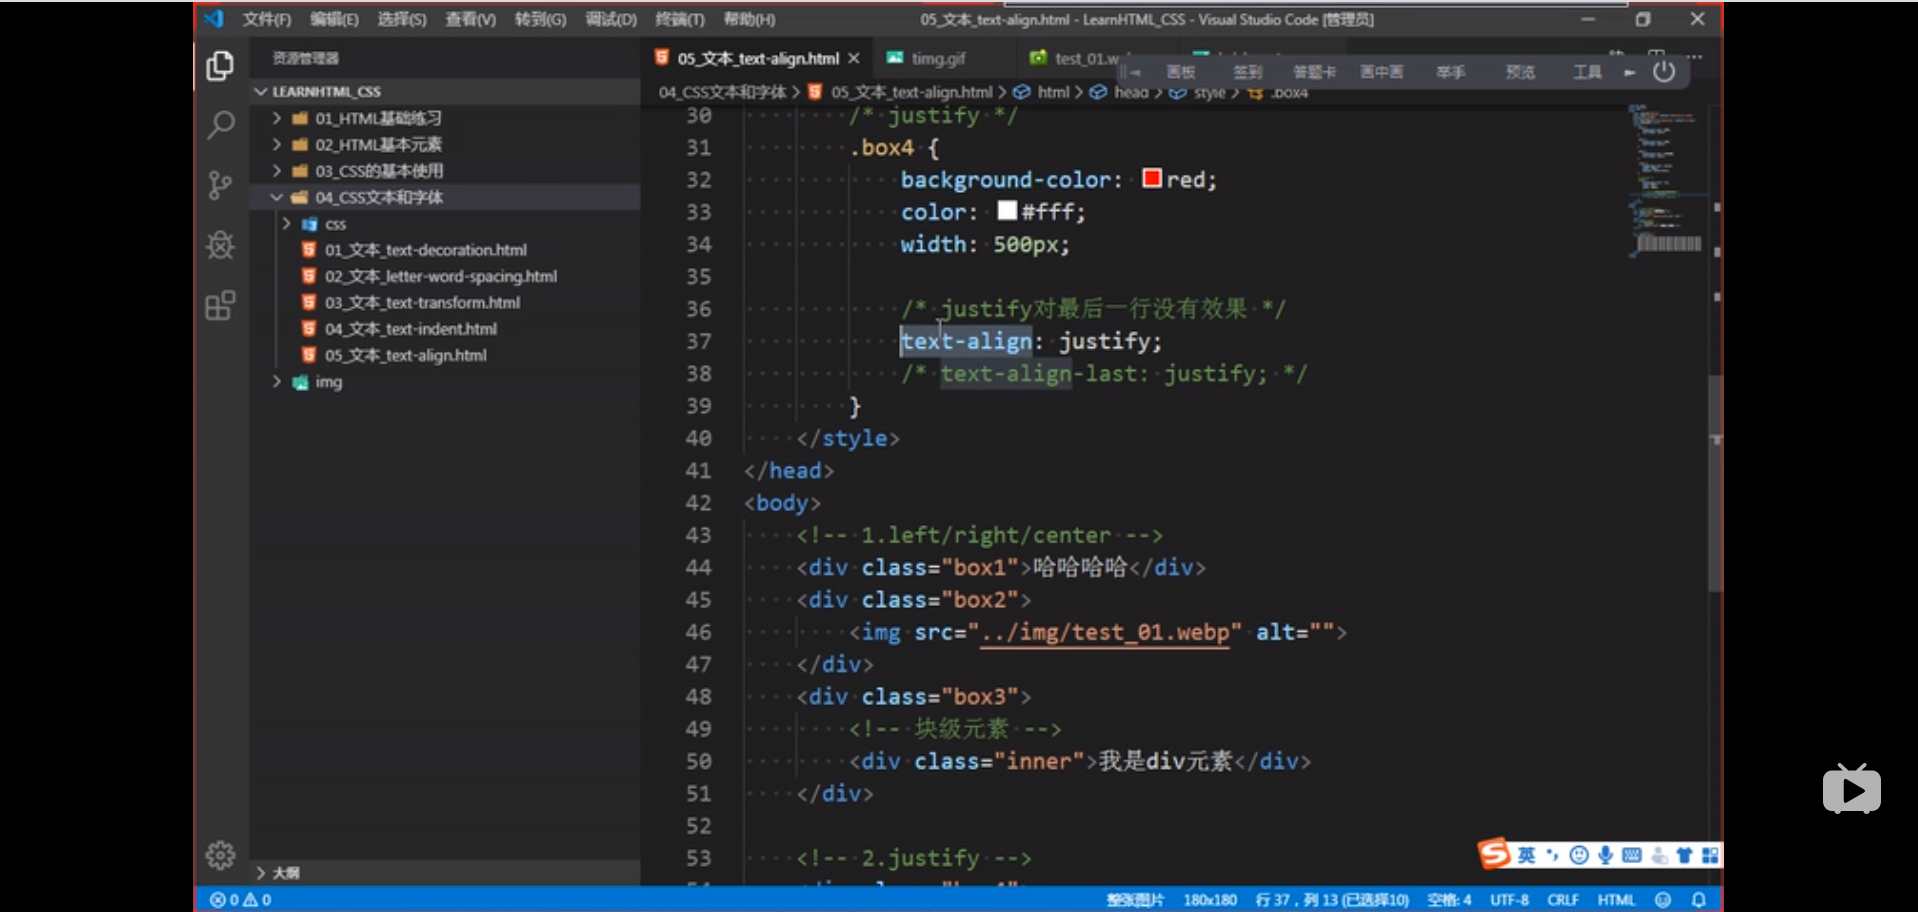 文件(F) 编辑(E) 选择(S) 查看(V) 转到(G) 调试(D) 终端(T) 帮助(H) 05_文本_text-align.html - LearnHTML_CSS - Visual Studio Code [管理员]
资源管理器
05_文本_text-align.html timg.gif test_01.w
画板 签到 答题卡 画中画 举手 预览 工具
LEARNHTML_CSS
04_CSS文本和字体 > 05_文本_text-align.html > html > head > style > .box4
01_HTML基础练习
02_HTML基本元素
03_CSS的基本使用
04_CSS文本和字体
css
01_文本_text-decoration.html
02_文本_letter-word-spacing.html
03_文本_text-transform.html
04_文本_text-indent.html
05_文本_text-align.html
img
大纲
30 /* justify */
31 .box4 {
32 background-color: red;
33 color: #fff;
34 width: 500px;
35
36 /* justify对最后一行没有效果 */
37 text-align: justify;
38 /* text-align-last: justify; */
39 }
40 </style>
41 </head>
42 <body>
43 <!-- 1.left/right/center -->
44 <div class="box1">哈哈哈哈</div>
45 <div class="box2">
46 <img src="../img/test_01.webp" alt="">
47 </div>
48 <div class="box3">
49 <!-- 块级元素 -->
50 <div class="inner">我是div元素</div>
51 </div>
52
53 <!-- 2.justify -->
英
0 0 整张图片 180x180 行 37，列 13 (已选择10) 空格: 4 UTF-8 CRLF HTML